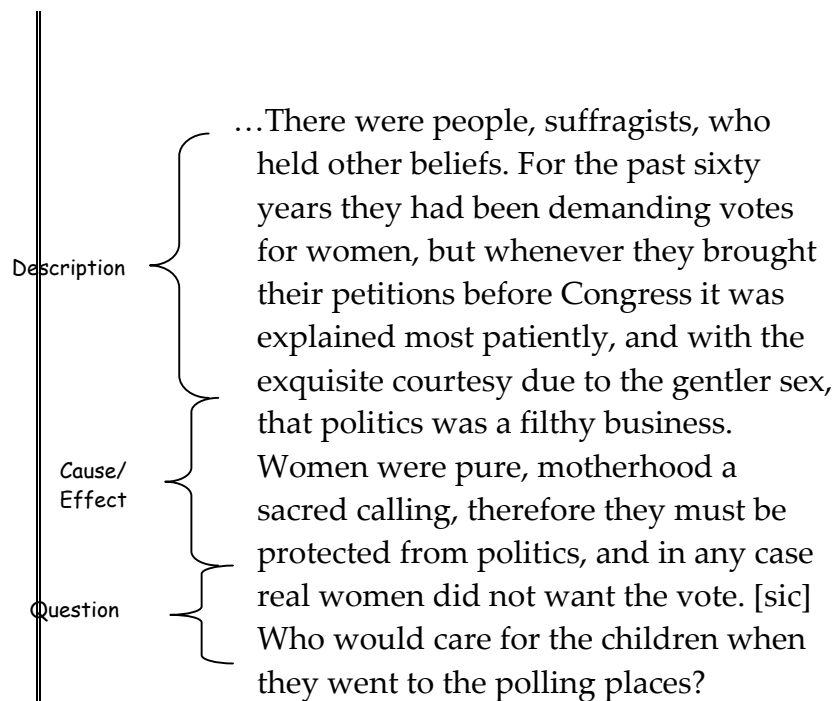 …There were people, suffragists, who
held other beliefs. For the past sixty
years they had been demanding votes
for women, but whenever they brought
Description
their petitions before Congress it was
explained most patiently, and with the
exquisite courtesy due to the gentler sex,
that politics was a filthy business.
Cause/
Effect
Women were pure, motherhood a
sacred calling, therefore they must be
protected from politics, and in any case
real women did not want the vote. [sic]
Question
Who would care for the children when
they went to the polling places?